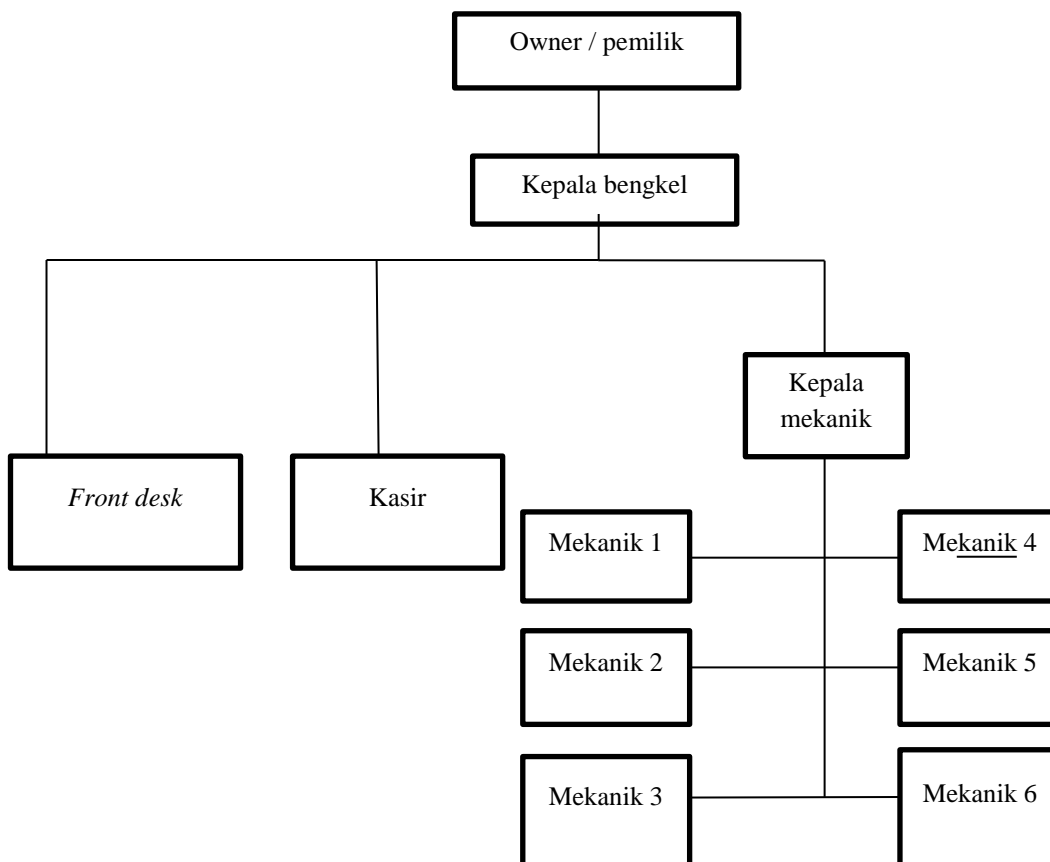 Owner / pemilik
Kepala bengkel
Kepala
mekanik
Front desk
Kasir
Mekanik 1
Mekanik 4
Mekanik 2
Mekanik 5
Mekanik 3
Mekanik 6